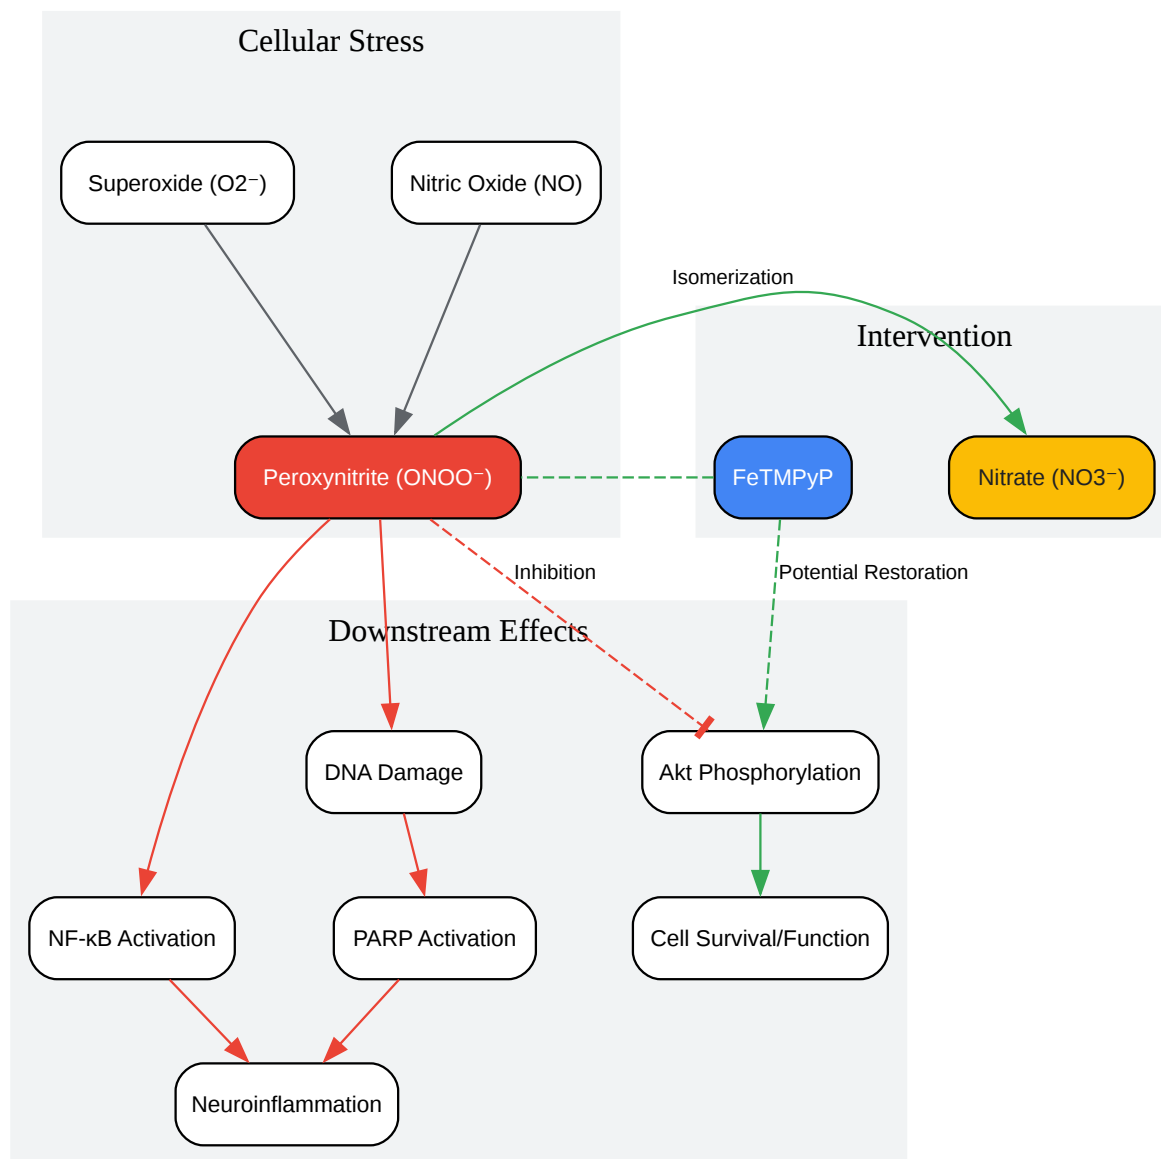 Cellular Stress
Superoxide (O2⁻)
Nitric Oxide (NO)
Isomerization
Intervention
Peroxynitrite (ONOO⁻)
FeTMPyP
Nitrate (NO3⁻)
Inhibition
Potential Restoration
Downstream Effects
DNA Damage
Akt Phosphorylation
NF-κB Activation
PARP Activation
Cell Survival/Function
Neuroinflammation